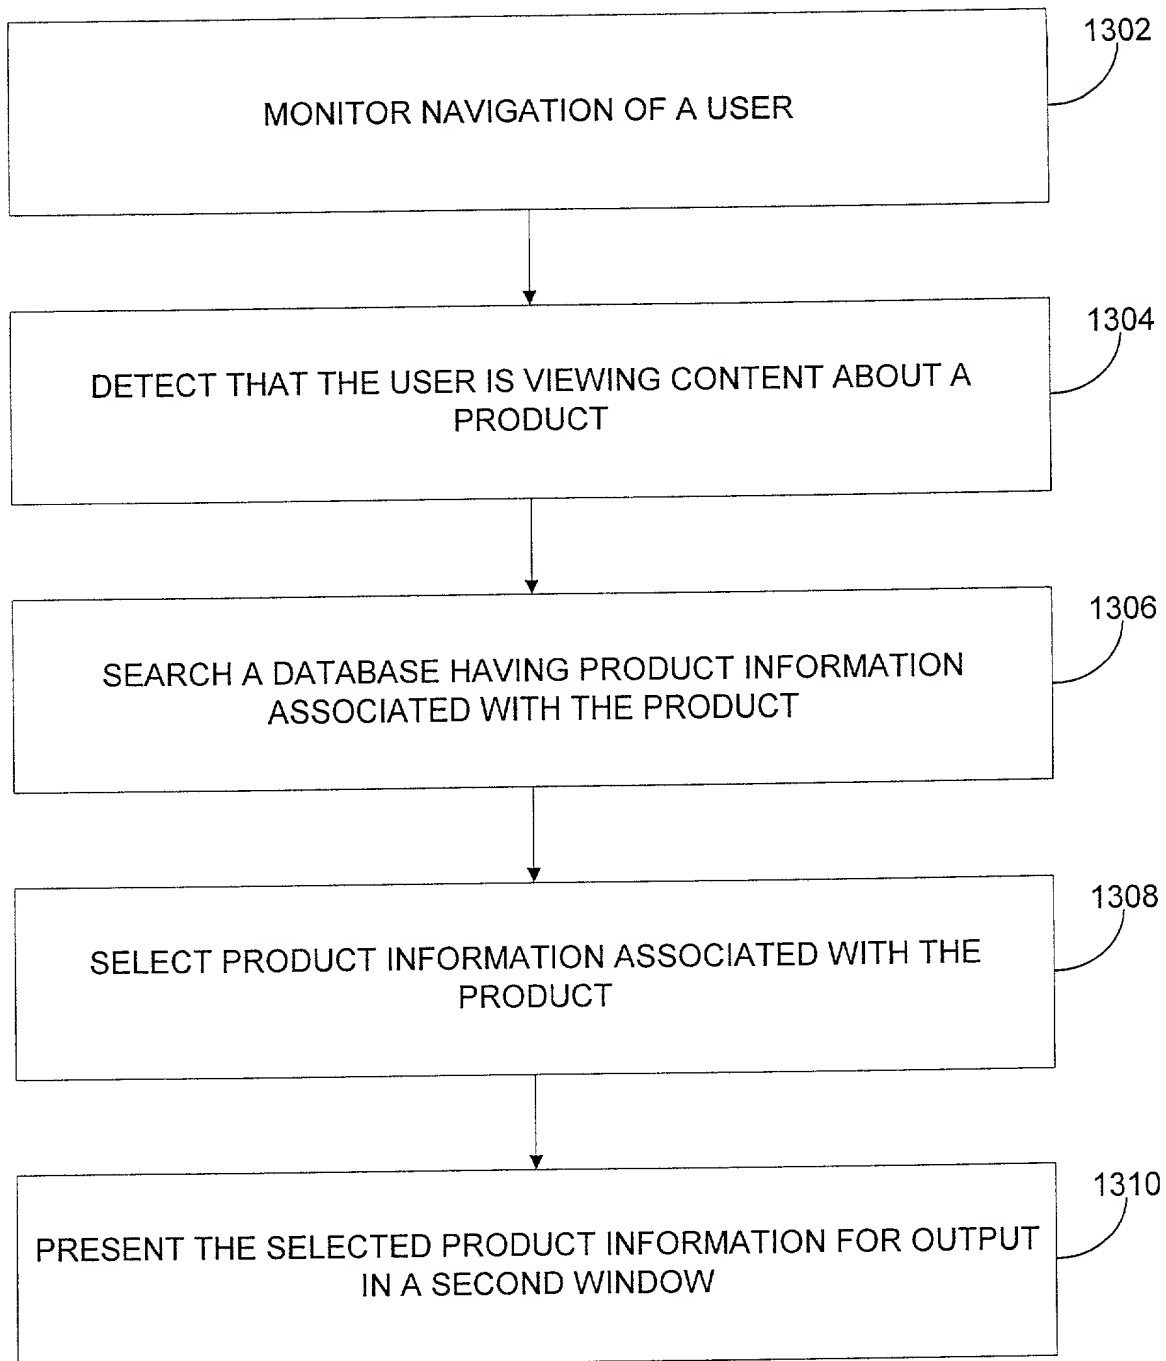 1302
MONITOR NAVIGATION OF A USER
1304
DETECT THAT THE USER IS VIEWING CONTENT ABOUT A
PRODUCT
1306
SEARCH A DATABASE HAVING PRODUCT INFORMATION
ASSOCIATED WITH THE PRODUCT
1308
SELECT PRODUCT INFORMATION ASSOCIATED WITH THE
PRODUCT
1310
PRESENT THE SELECTED PRODUCT INFORMATION FOR OUTPUT
IN A SECOND WINDOW